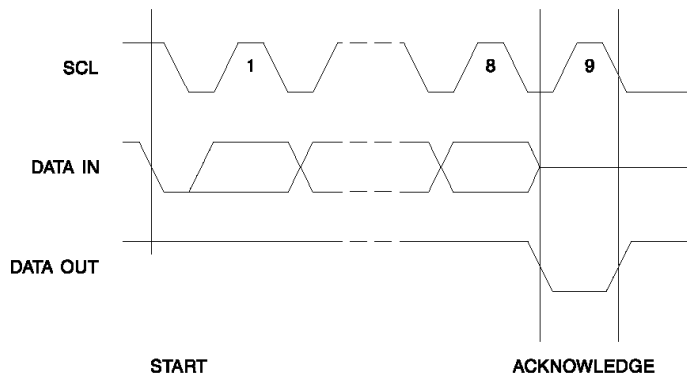 SCL
1
8
9
DATA IN
DATA OUT
START
ACKNOWLEDGE